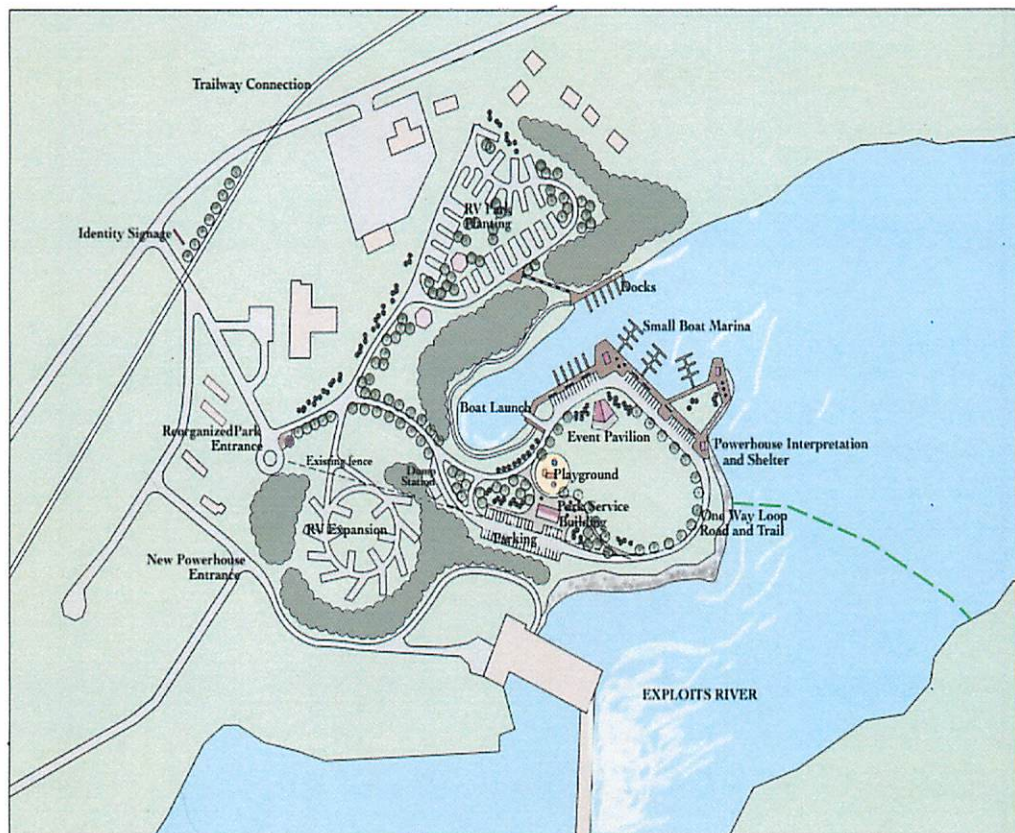 Trailway Connection
RV Park
Planting
Identity Signage
Docks
Small Boat Marina
Boat Launch
Event Pavilion
Reorganized Park
Entrance
Powerhouse Interpretation
and Shelter
Existing fence
Dump
Station
Playground
Park Service
Building
One Way Loop
Road and Trail
RV Expansion
Parking
New Powerhouse
Entrance
EXPLOITS RIVER